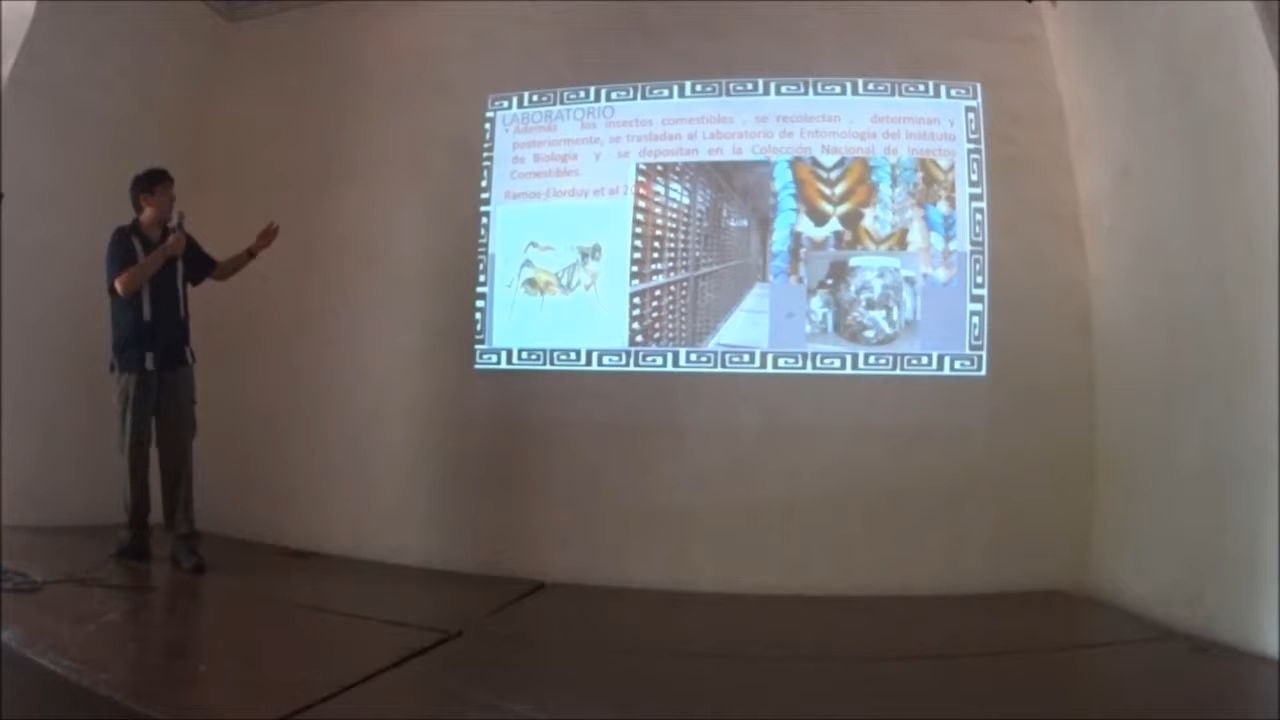 LABORATORIO
• Además los insectos comestibles , se recolectan , determinan y
posteriormente, se trasladan al Laboratorio de Entomología del Instituto
de Biología y se depositan en la Colección Nacional de Insectos
Comestibles.
Ramos-Elorduy et al